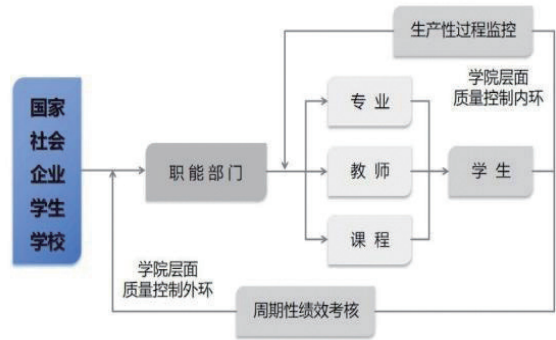 生产性过程监控
学院层面
质量控制内环
国家
社会
企业
学生
学校
职能部门
专业
教师
课程
学生
学院层面
质量控制外环
周期性绩效考核